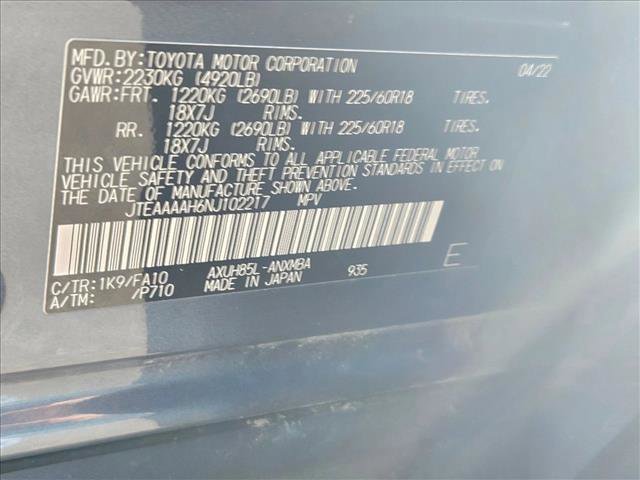 MFD. BY: TOYOTA MOTOR CORPORATION 04/22
GVWR: 2230KG (4920LB)
GAWR: FRT. 1220KG (2690LB) WITH 225/60R18 TIRES.
18X7J RIMS.
RR. 1220KG (2690LB) WITH 225/60R18 TIRES.
18X7J RIMS.
THIS VEHICLE CONFORMS TO ALL APPLICABLE FEDERAL MOTOR
VEHICLE SAFETY AND THEFT PREVENTION STANDARDS IN EFFECT ON
THE DATE OF MANUFACTURE SHOWN ABOVE.
JTEAAAAH6NJ102217 MPV
C/TR: 1K9/FA10 AXUH85L-ANXMBA 935 E
A/TM: /P710 MADE IN JAPAN